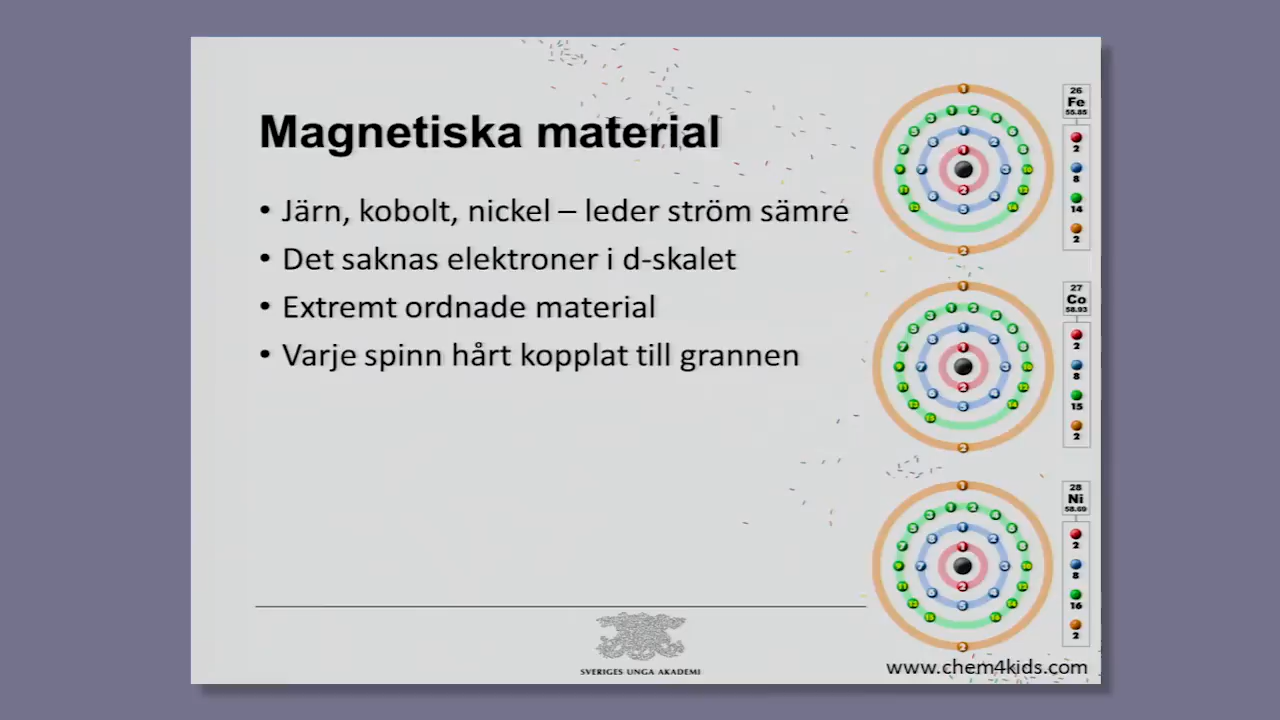 Magnetiska material
• Järn, kobolt, nickel – leder ström sämre
• Det saknas elektroner i d-skalet
• Extremt ordnade material
• Varje spinn hårt kopplat till grannen
26
Fe
55.85
2
8
14
2
27
Co
58.93
2
8
15
2
28
Ni
58.69
2
8
16
2
SVERIGES UNGA AKADEMI
www.chem4kids.com